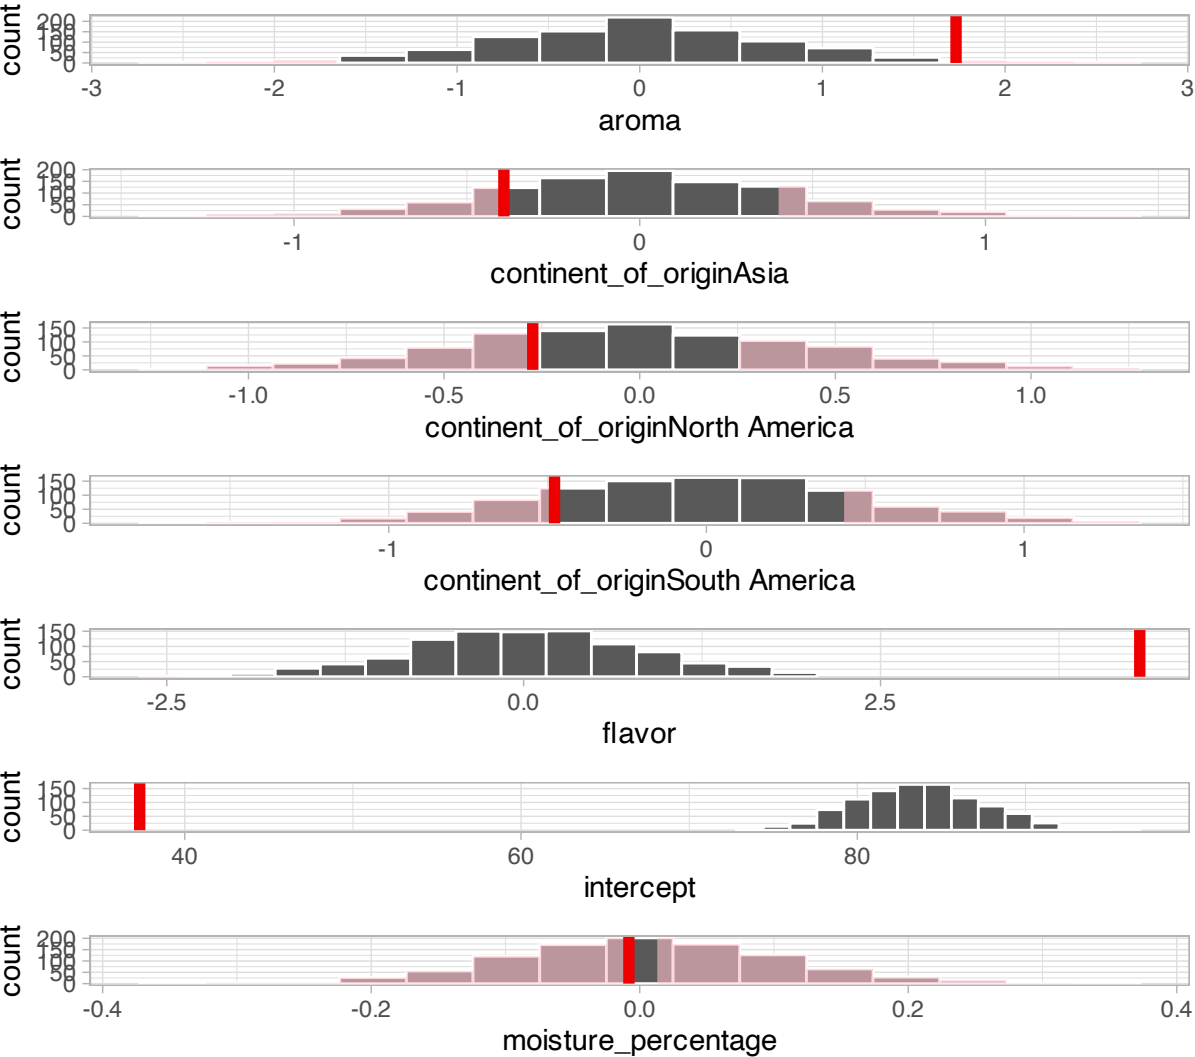 count
200
150
100
50
0
-3 -2 -1 0 1 2 3
aroma
count
200
150
100
50
0
-1 0 1
continent_of_originAsia
count
150
100
50
0
-1.0 -0.5 0.0 0.5 1.0
continent_of_originNorth America
count
150
100
50
0
-1 0 1
continent_of_originSouth America
count
150
100
50
0
-2.5 0.0 2.5
flavor
count
150
100
50
0
40 60 80
intercept
count
200
150
100
50
0
-0.4 -0.2 0.0 0.2 0.4
moisture_percentage